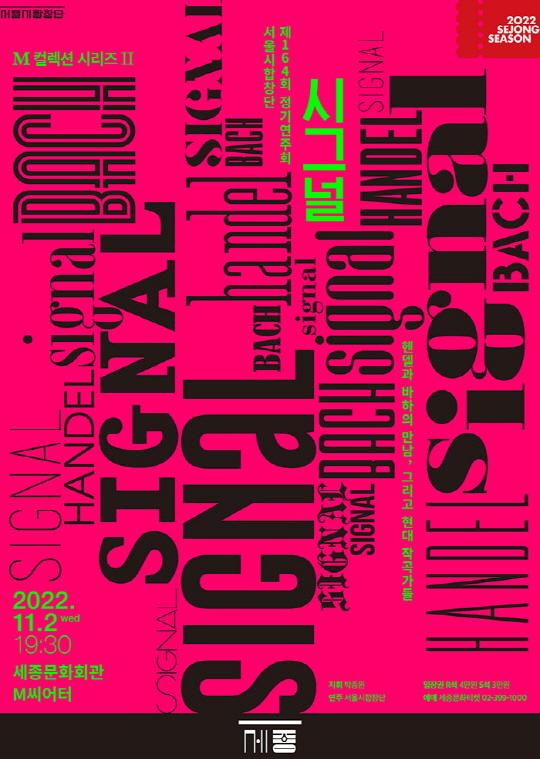 서울시합창단
2022
SEJONG
SEASON
M 컬렉션 시리즈 II
제164회 정기연주회
서울시합창단
시그널
BACH
SIGNAL
BACH
SIGNAL
HANDEL
signal
BACH
signal
handel
signal
HANDEL
SIGNAL
SIGNAL
BACH
signal
signal
BACH
SIGNAL
SIGNAL
SIGNAL
SIGNAL
HANDEL
헨델과 바하의 만남, 그리고 현대 작곡가들
2022.
11.2 wed
19:30
세종문화회관
M씨어터
지휘 박종원
연주 서울시합창단
입장권 R석 4만원 S석 3만원
예매 세종문화티켓 02-399-1000
세종